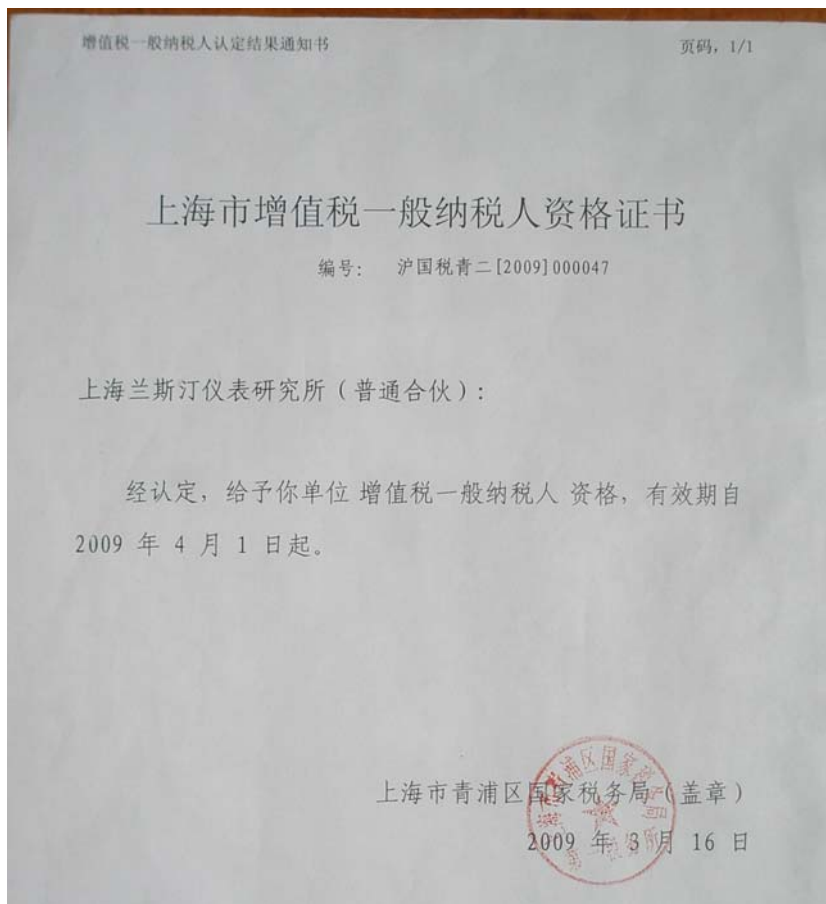 增值税一般纳税人认定结果通知书
页码，1/1
上海市增值税一般纳税人资格证书
编号： 沪国税青二[2009]000047
上海兰斯汀仪表研究所（普通合伙）：
经认定，给予你单位 增值税一般纳税人 资格，有效期自
2009 年 4 月 1 日起。
上海市青浦区国家税务局（盖章）
2009 年 3 月 16 日